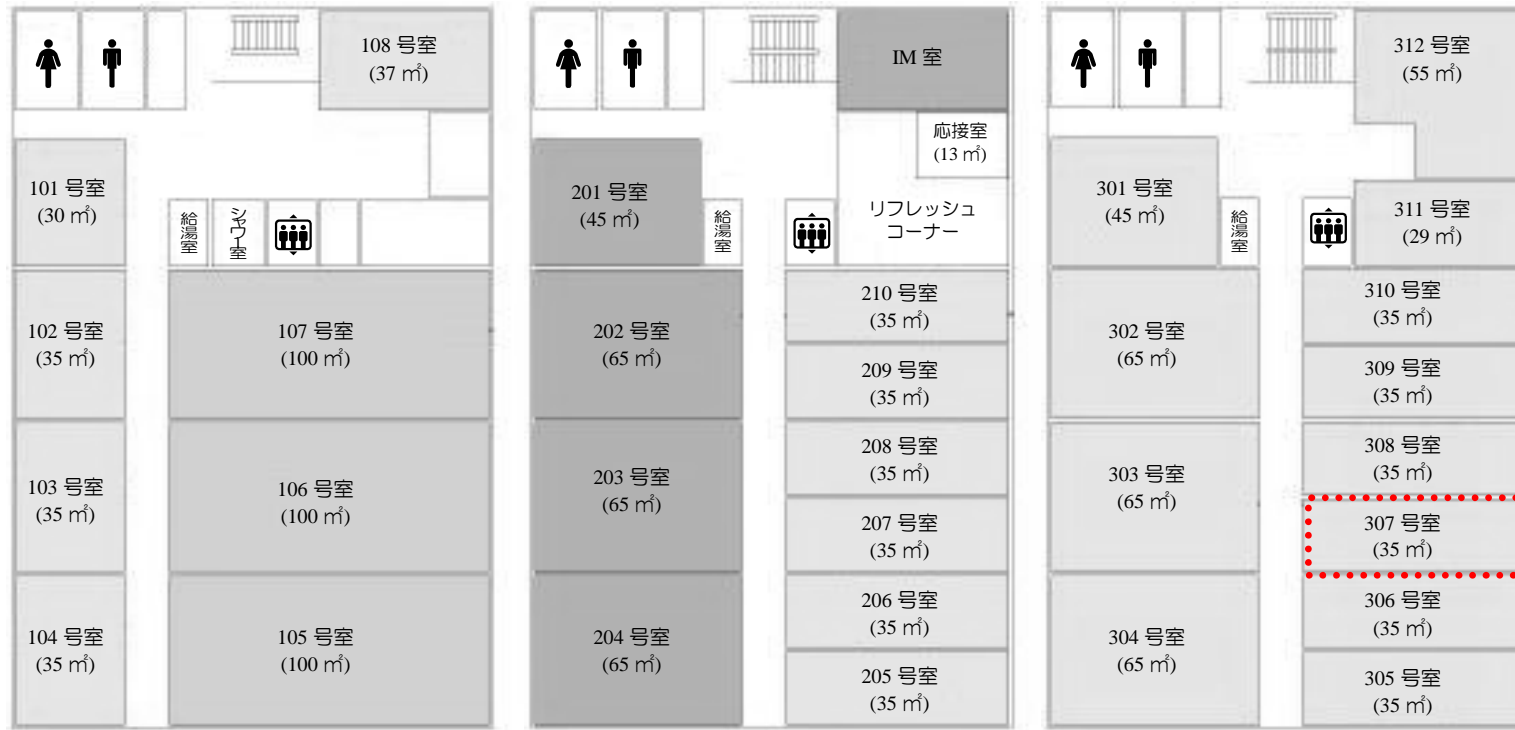 108 号室
(37 ㎡)
101 号室
(30 ㎡)
給湯室
シャワー室
102 号室
(35 ㎡)
107 号室
(100 ㎡)
103 号室
(35 ㎡)
106 号室
(100 ㎡)
104 号室
(35 ㎡)
105 号室
(100 ㎡)
IM 室
応接室
(13 ㎡)
201 号室
(45 ㎡)
給湯室
リフレッシュ
コーナー
202 号室
(65 ㎡)
210 号室
(35 ㎡)
209 号室
(35 ㎡)
203 号室
(65 ㎡)
208 号室
(35 ㎡)
207 号室
(35 ㎡)
204 号室
(65 ㎡)
206 号室
(35 ㎡)
205 号室
(35 ㎡)
312 号室
(55 ㎡)
301 号室
(45 ㎡)
給湯室
311 号室
(29 ㎡)
302 号室
(65 ㎡)
310 号室
(35 ㎡)
309 号室
(35 ㎡)
303 号室
(65 ㎡)
308 号室
(35 ㎡)
307 号室
(35 ㎡)
304 号室
(65 ㎡)
306 号室
(35 ㎡)
305 号室
(35 ㎡)